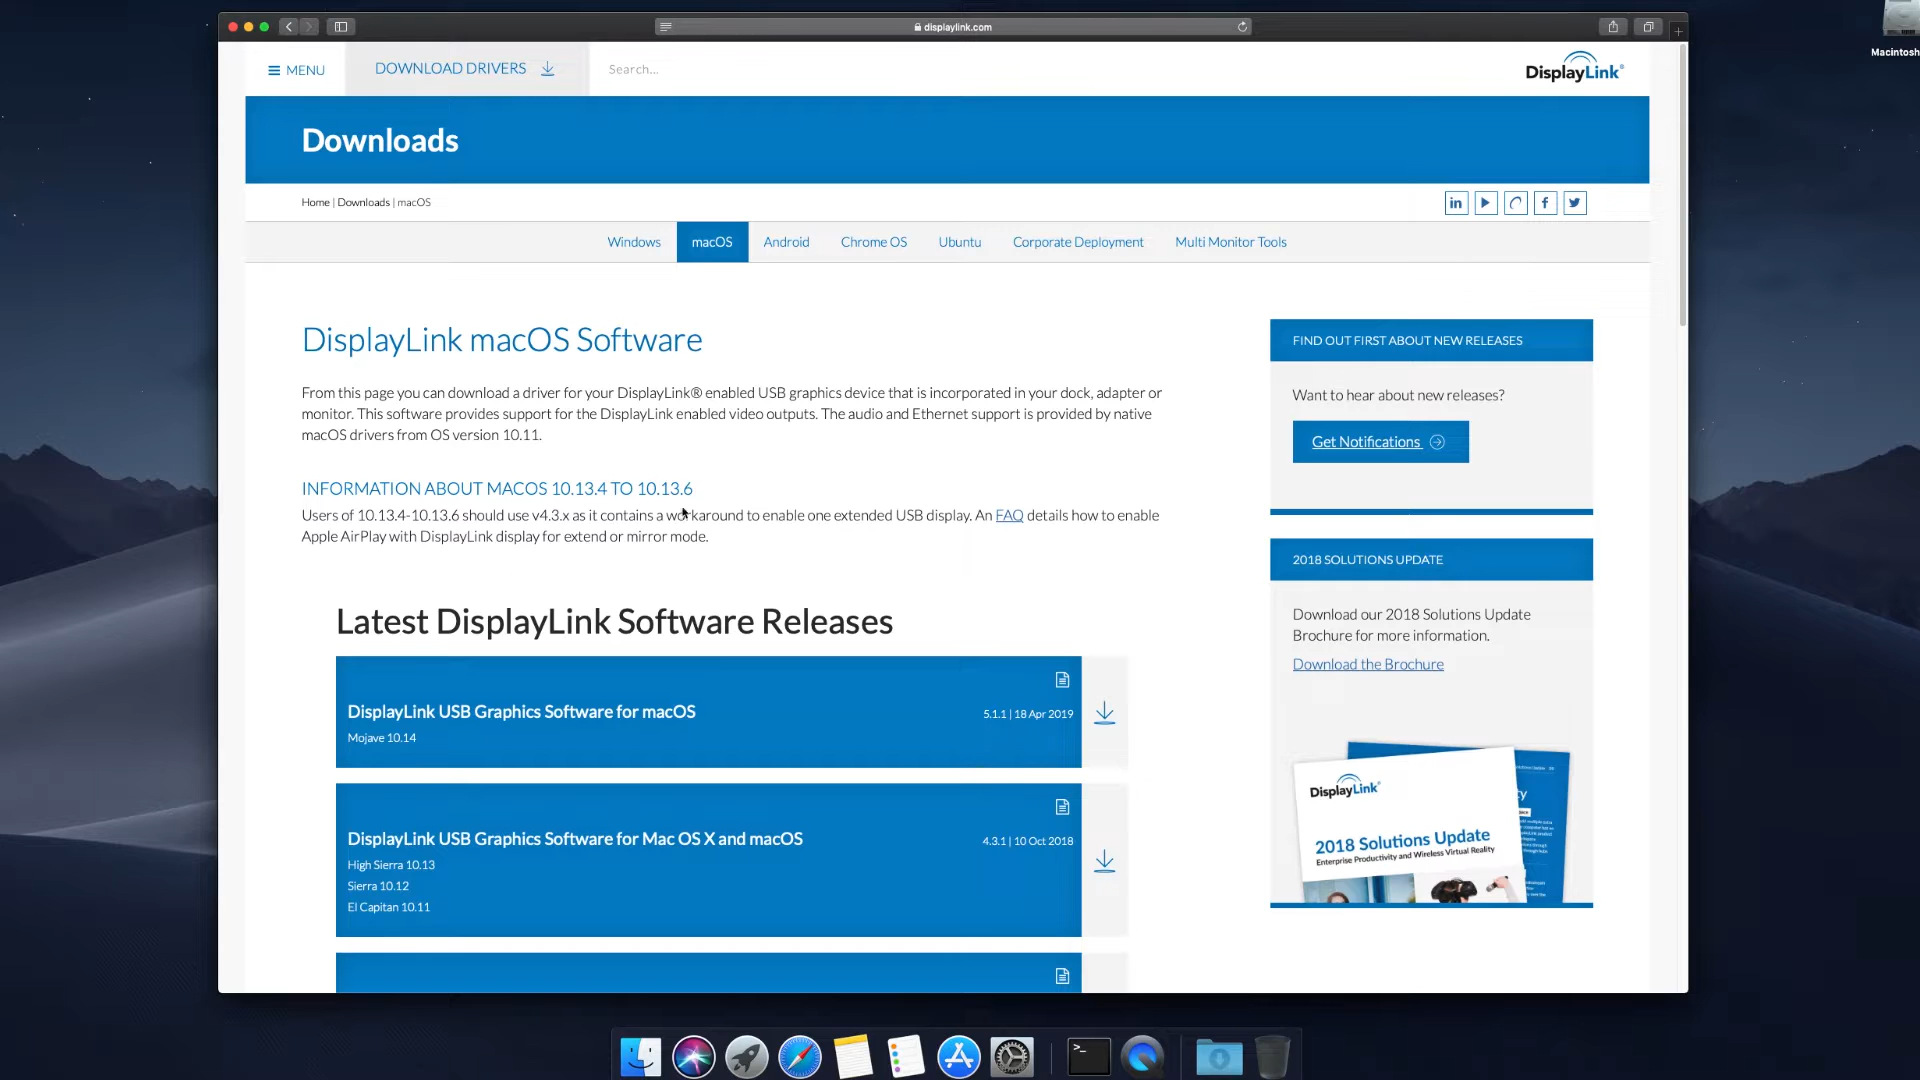 displaylink.com
Macintosh
MENU
DOWNLOAD DRIVERS
Search...
DisplayLink®
Downloads
Home | Downloads | macOS
Windows
macOS
Android
Chrome OS
Ubuntu
Corporate Deployment
Multi Monitor Tools
DisplayLink macOS Software
From this page you can download a driver for your DisplayLink® enabled USB graphics device that is incorporated in your dock, adapter or
monitor. This software provides support for the DisplayLink enabled video outputs. The audio and Ethernet support is provided by native
macOS drivers from OS version 10.11.
INFORMATION ABOUT MACOS 10.13.4 TO 10.13.6
Users of 10.13.4-10.13.6 should use v4.3.x as it contains a workaround to enable one extended USB display. An FAQ details how to enable
Apple AirPlay with DisplayLink display for extend or mirror mode.
Latest DisplayLink Software Releases
DisplayLink USB Graphics Software for macOS
5.1.1 | 18 Apr 2019
Mojave 10.14
DisplayLink USB Graphics Software for Mac OS X and macOS
4.3.1 | 10 Oct 2018
High Sierra 10.13
Sierra 10.12
El Capitan 10.11
FIND OUT FIRST ABOUT NEW RELEASES
Want to hear about new releases?
Get Notifications
2018 SOLUTIONS UPDATE
Download our 2018 Solutions Update
Brochure for more information.
Download the Brochure
DisplayLink®
2018 Solutions Update
Enterprise Productivity and Wireless Virtual Reality